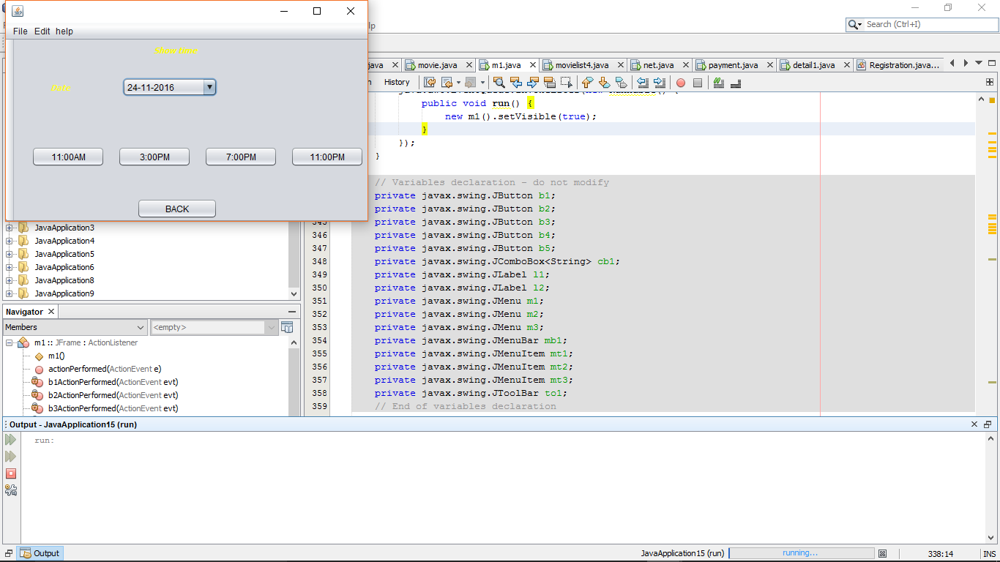 File Edit help
Show time
Date
24-11-2016
11:00AM 3:00PM 7:00PM 11:00PM
BACK
lp
Search (Ctrl+I)
java movie.java m1.java movielist4.java net.java payment.java detail1.java Registration.java...
History
public void run() {
new m1().setVisible(true);
}
});
}
// Variables declaration - do not modify
private javax.swing.JButton b1;
private javax.swing.JButton b2;
345 private javax.swing.JButton b3;
346 private javax.swing.JButton b4;
347 private javax.swing.JButton b5;
348 private javax.swing.JComboBox<String> cb1;
349 private javax.swing.JLabel l1;
350 private javax.swing.JLabel l2;
351 private javax.swing.JMenu m1;
352 private javax.swing.JMenu m2;
353 private javax.swing.JMenu m3;
354 private javax.swing.JMenuBar mb1;
355 private javax.swing.JMenuItem mt1;
356 private javax.swing.JMenuItem mt2;
357 private javax.swing.JMenuItem mt3;
358 private javax.swing.JToolBar to1;
359 // End of variables declaration
JavaApplication3
JavaApplication4
JavaApplication5
JavaApplication6
JavaApplication8
JavaApplication9
Navigator
Members <empty>
m1 :: JFrame : ActionListener
m1()
actionPerformed(ActionEvent e)
b1ActionPerformed(ActionEvent evt)
b2ActionPerformed(ActionEvent evt)
b3ActionPerformed(ActionEvent evt)
Output - JavaApplication15 (run)
run:
Output
JavaApplication15 (run) running... 338:14 INS